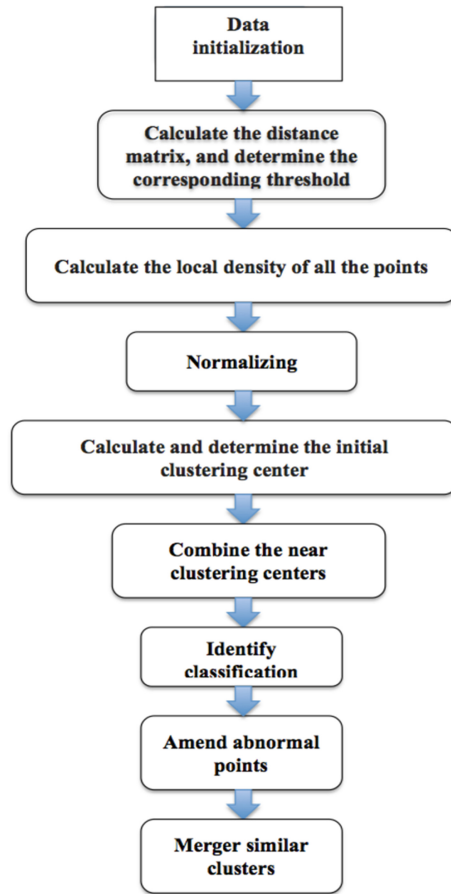 Data
initialization
Calculate the distance
matrix, and determine the
corresponding threshold
Calculate the local density of all the points
Normalizing
Calculate and determine the initial
clustering center
Combine the near
clustering centers
Identify
classification
Amend abnormal
points
Merger similar
clusters